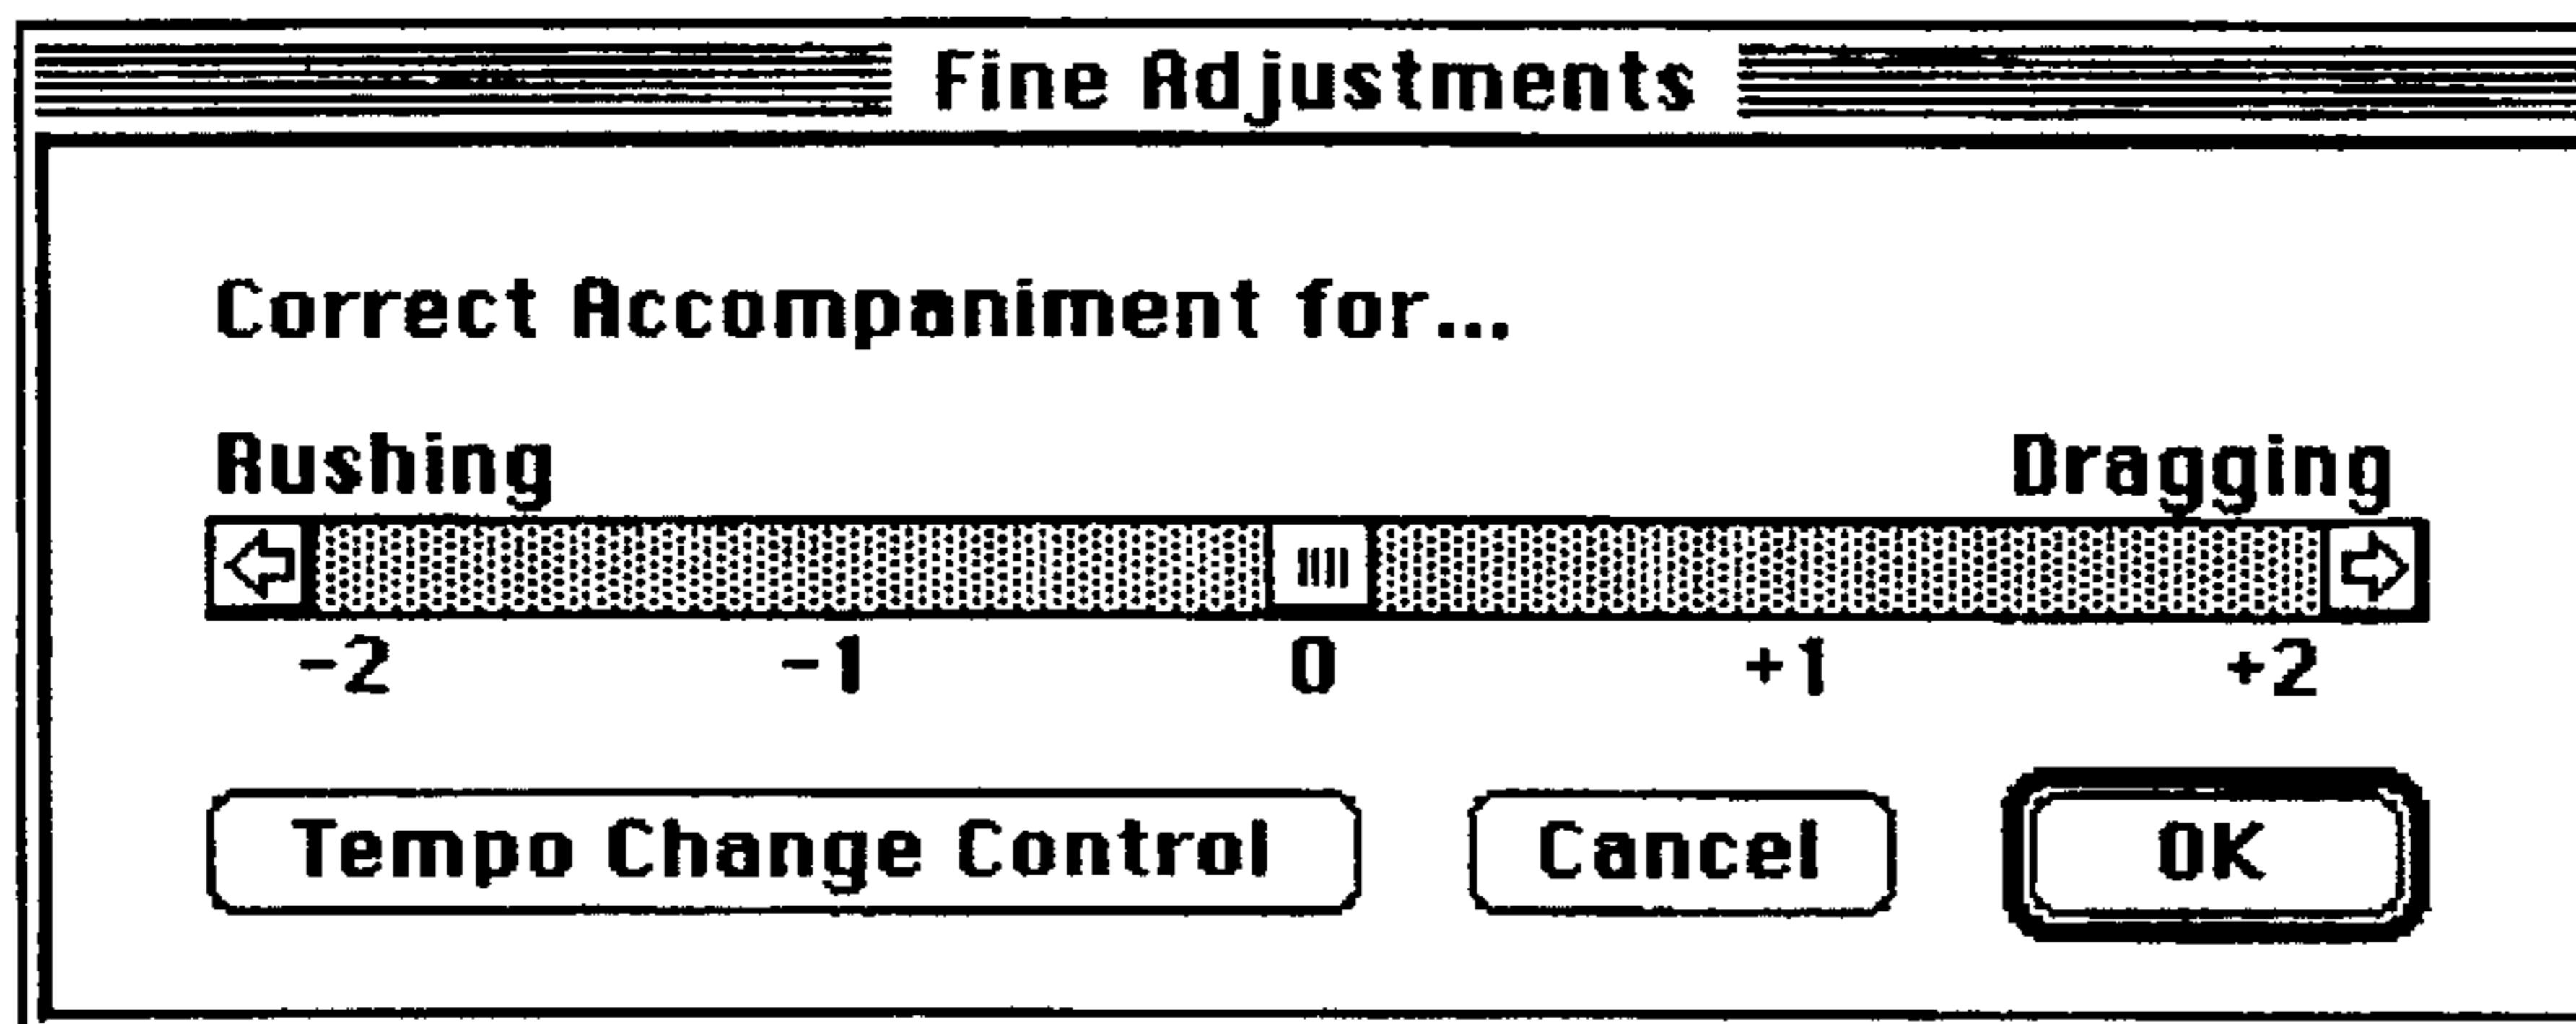 Fine Adjustments
Correct Accompaniment for...
Rushing Dragging
-2 -1 0 +1 +2
Tempo Change Control Cancel OK